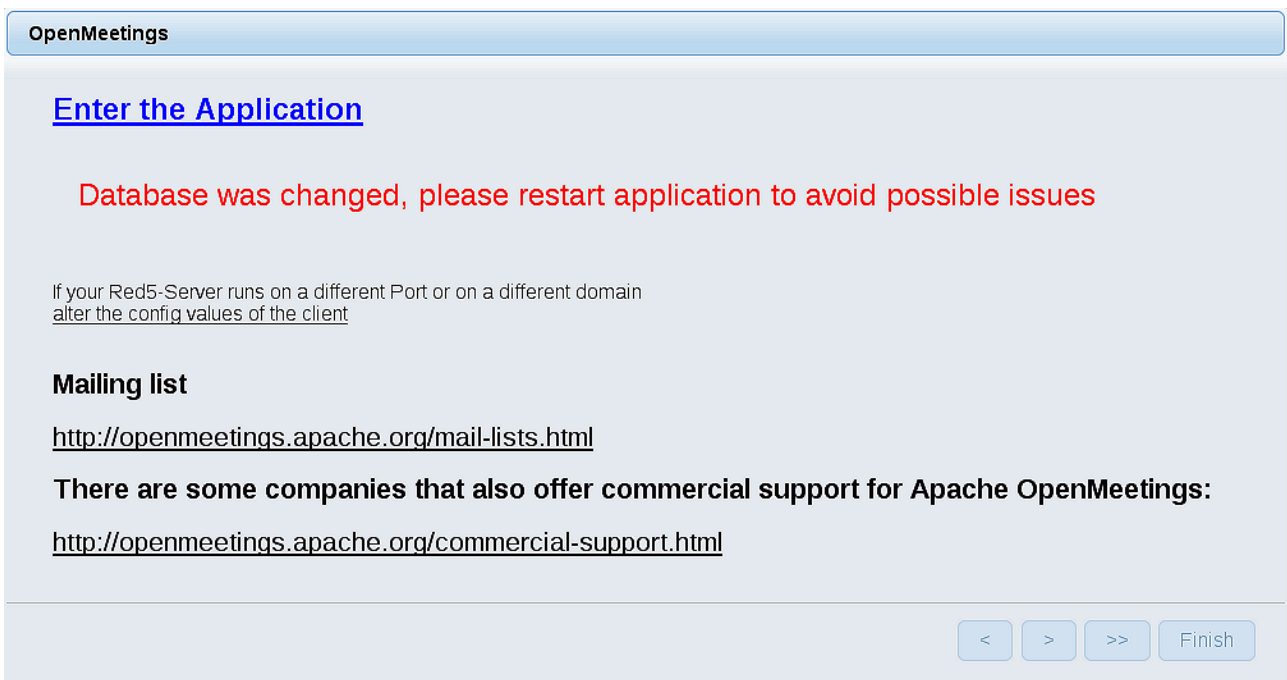 OpenMeetings
Enter the Application
Database was changed, please restart application to avoid possible issues
If your Red5-Server runs on a different Port or on a different domain
alter the config values of the client
Mailing list
http://openmeetings.apache.org/mail-lists.html
There are some companies that also offer commercial support for Apache OpenMeetings:
http://openmeetings.apache.org/commercial-support.html
< > >> Finish